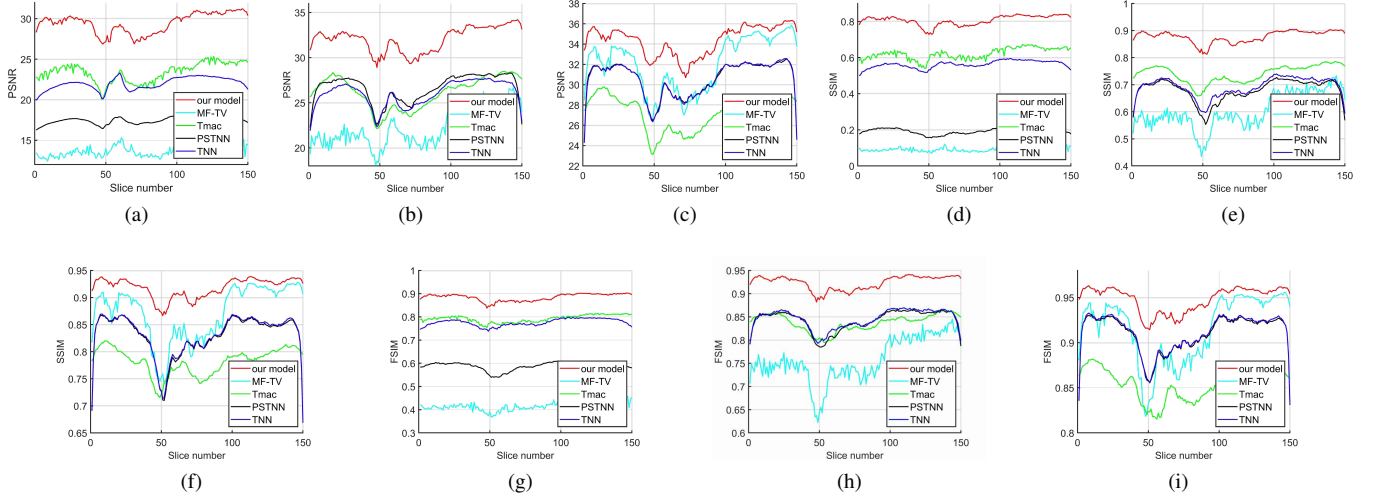 30
25
20
15
PSNR
0
50
100
150
Slice number
our model
MF-TV
Tmac
PSTNN
TNN
(a)
30
25
20
PSNR
0
50
100
150
Slice number
our model
MF-TV
Tmac
PSTNN
TNN
(b)
38
36
34
32
30
28
26
24
22
PSNR
0
50
100
150
Slice number
our model
MF-TV
Tmac
PSTNN
TNN
(c)
0.8
0.6
0.4
0.2
0
SSIM
0
50
100
150
Slice number
our model
MF-TV
Tmac
PSTNN
TNN
(d)
1
0.9
0.8
0.7
0.6
0.5
0.4
SSIM
0
50
100
150
Slice number
our model
MF-TV
Tmac
PSTNN
TNN
(e)
0.95
0.9
0.85
0.8
0.75
0.7
0.65
SSIM
0
50
100
150
Slice number
our model
MF-TV
Tmac
PSTNN
TNN
(f)
1
0.9
0.8
0.7
0.6
0.5
0.4
0.3
FSIM
0
50
100
150
Slice number
our model
MF-TV
Tmac
PSTNN
TNN
(g)
0.95
0.9
0.85
0.8
0.75
0.7
0.65
0.6
FSIM
0
50
100
150
Slice number
our model
MF-TV
Tmac
PSTNN
TNN
(h)
0.95
0.9
0.85
0.8
FSIM
0
50
100
150
Slice number
our model
MF-TV
Tmac
PSTNN
TNN
(i)